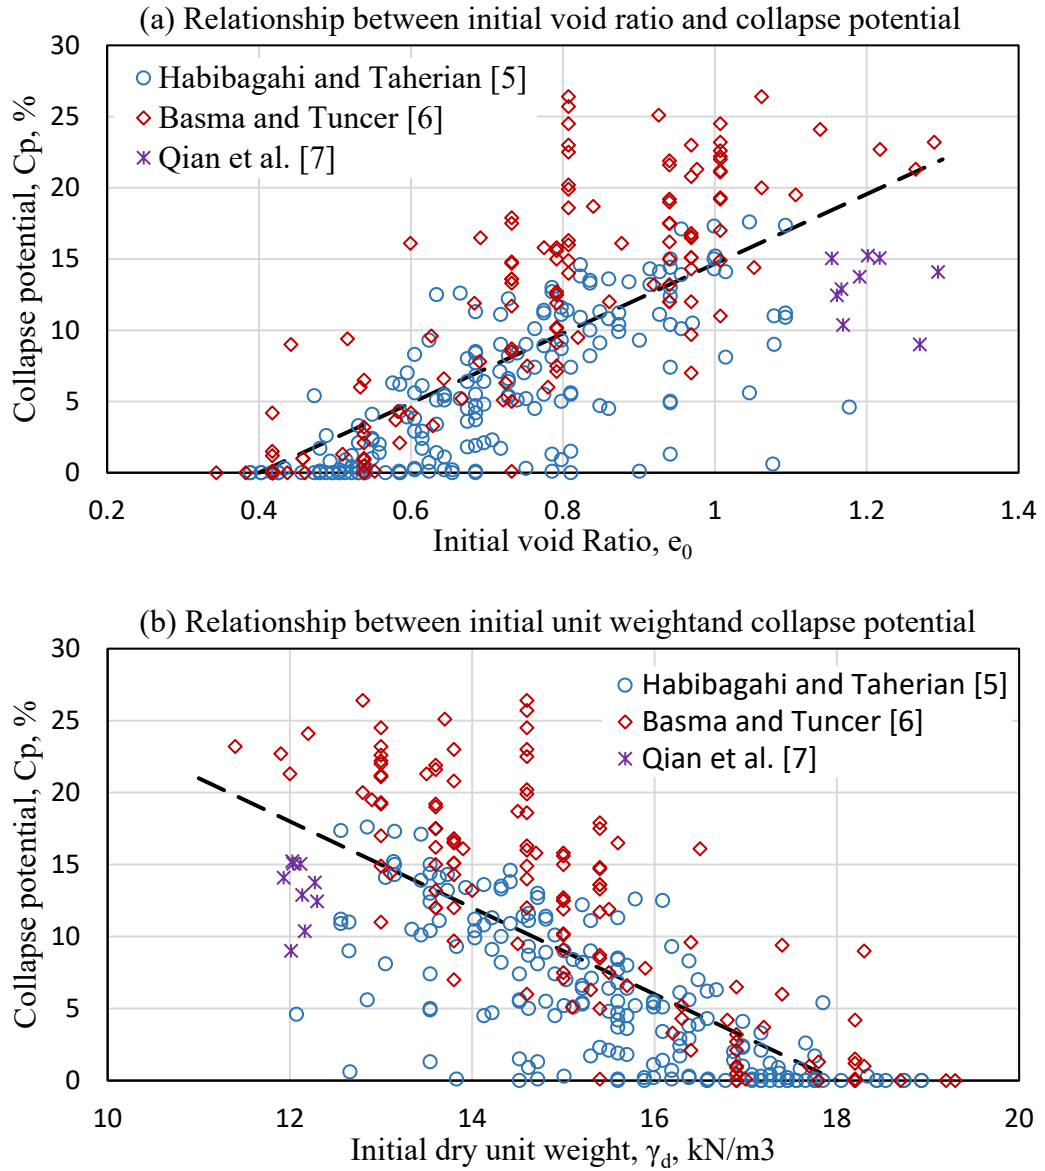 (a) Relationship between initial void ratio and collapse potential
30
25
20
15
10
5
0
Collapse potential, Cp, %
Habibagahi and Taherian [5]
Basma and Tuncer [6]
Qian et al. [7]
0.2 0.4 0.6 0.8 1 1.2 1.4
Initial void Ratio, e₀
(b) Relationship between initial unit weightand collapse potential
30
25
20
15
10
5
0
Collapse potential, Cp, %
Habibagahi and Taherian [5]
Basma and Tuncer [6]
Qian et al. [7]
10 12 14 16 18 20
Initial dry unit weight, γd, kN/m3